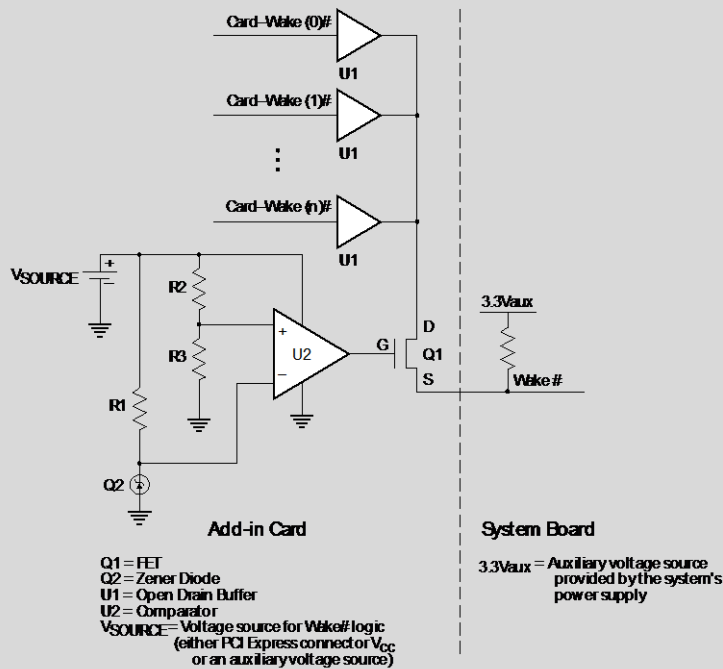 Card–Wake (0)#
U1
Card–Wake (1)#
U1
Card–Wake (n)#
U1
+
VSOURCE
–
R2
R3
R1
+
U2
–
G
D
Q1
S
3.3Vaux
Wake #
Q2
Add-in Card
System Board
Q1 = FET
Q2 = Zener Diode
U1 = Open Drain Buffer
U2 = Comparator
VSOURCE = Voltage source for Wake# logic
(either PCI Express connector VCC
or an auxiliary voltage source)
3.3Vaux = Auxiliary voltage source
provided by the system's
power supply